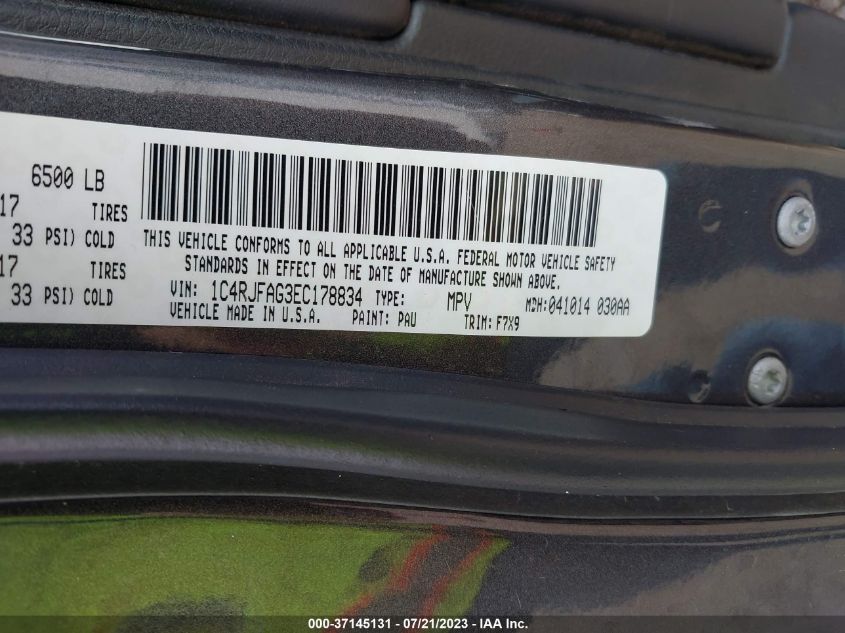 6500 LB
17 TIRES
33 PSI) COLD
17 TIRES
33 PSI) COLD
THIS VEHICLE CONFORMS TO ALL APPLICABLE U.S.A. FEDERAL MOTOR VEHICLE SAFETY
STANDARDS IN EFFECT ON THE DATE OF MANUFACTURE SHOWN ABOVE.
VIN: 1C4RJFAG3EC178834 TYPE: MPV MDH:041014 030AA
VEHICLE MADE IN U.S.A. PAINT: PAU TRIM: F7X9
000-37145131 - 07/21/2023 - IAA Inc.